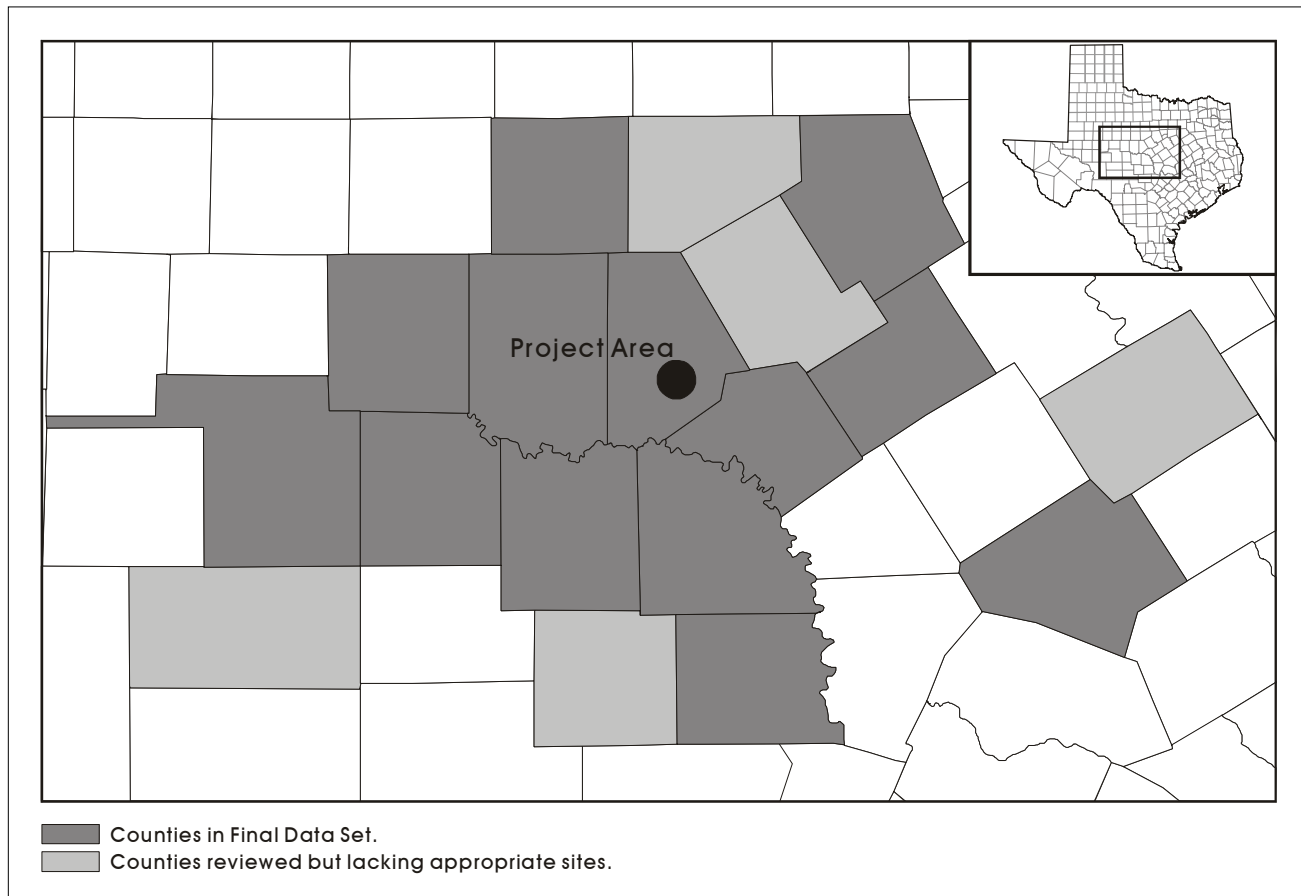 Project Area
Counties in Final Data Set.
Counties reviewed but lacking appropriate sites.